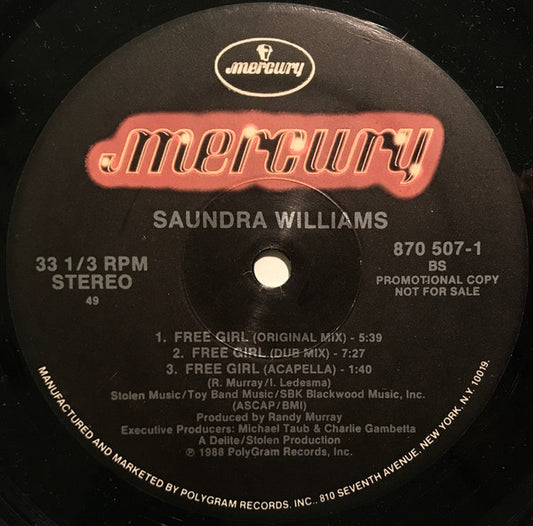 mercury
mercury
SAUNDRA WILLIAMS
33 1/3 RPM
STEREO
49
870 507-1
BS
PROMOTIONAL COPY
NOT FOR SALE
1. FREE GIRL (ORIGINAL MIX) - 5:39
2. FREE GIRL (DUB MIX) - 7:27
3. FREE GIRL (ACAPELLA) - 1:40
(R. Murray/I. Ledesma)
Stolen Music/Toy Band Music/SBK Blackwood Music, Inc.
(ASCAP/BMI)
Produced by Randy Murray
Executive Producers: Michael Taub & Charlie Gambetta
A Delite/Stolen Production
℗ 1988 PolyGram Records, Inc.
MANUFACTURED AND MARKETED BY POLYGRAM RECORDS. INC., 810 SEVENTH AVENUE, NEW YORK, N.Y. 10019.